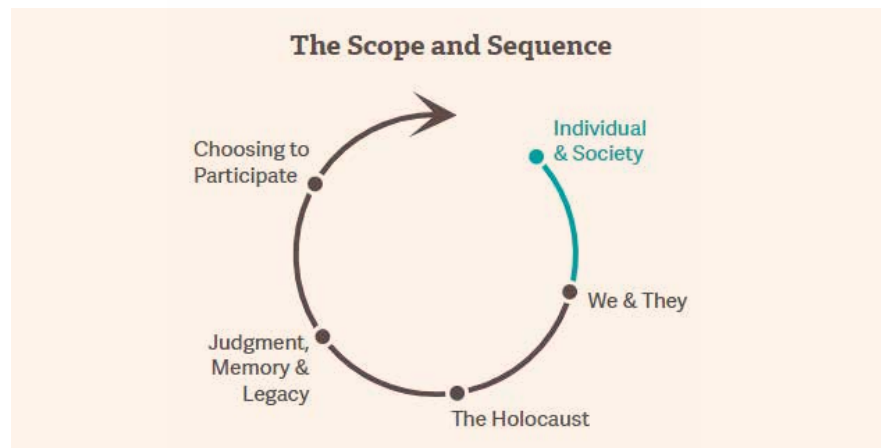 The Scope and Sequence
Individual
& Society
We & They
The Holocaust
Judgment,
Memory &
Legacy
Choosing to
Participate